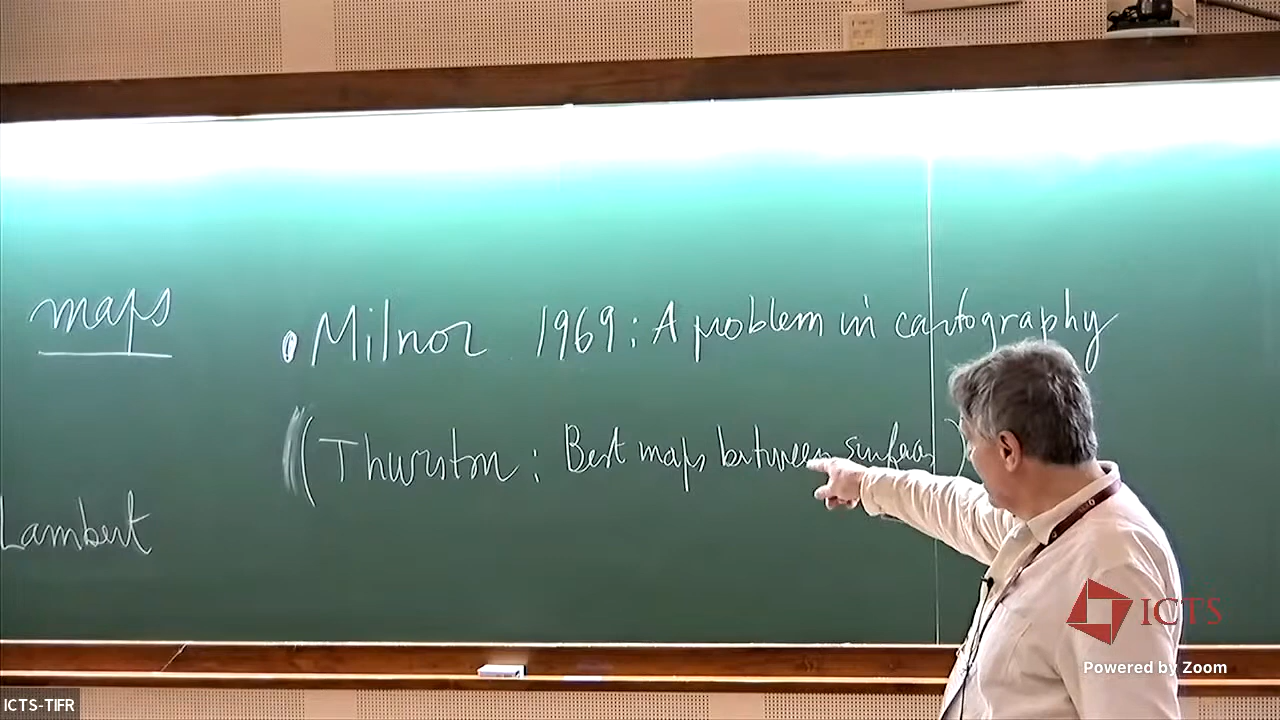 maps
Milnor 1969: A problem in cartography
(Thurston: Best maps between surfaces)
Lambert
ICTS
Powered by Zoom
ICTS-TIFR